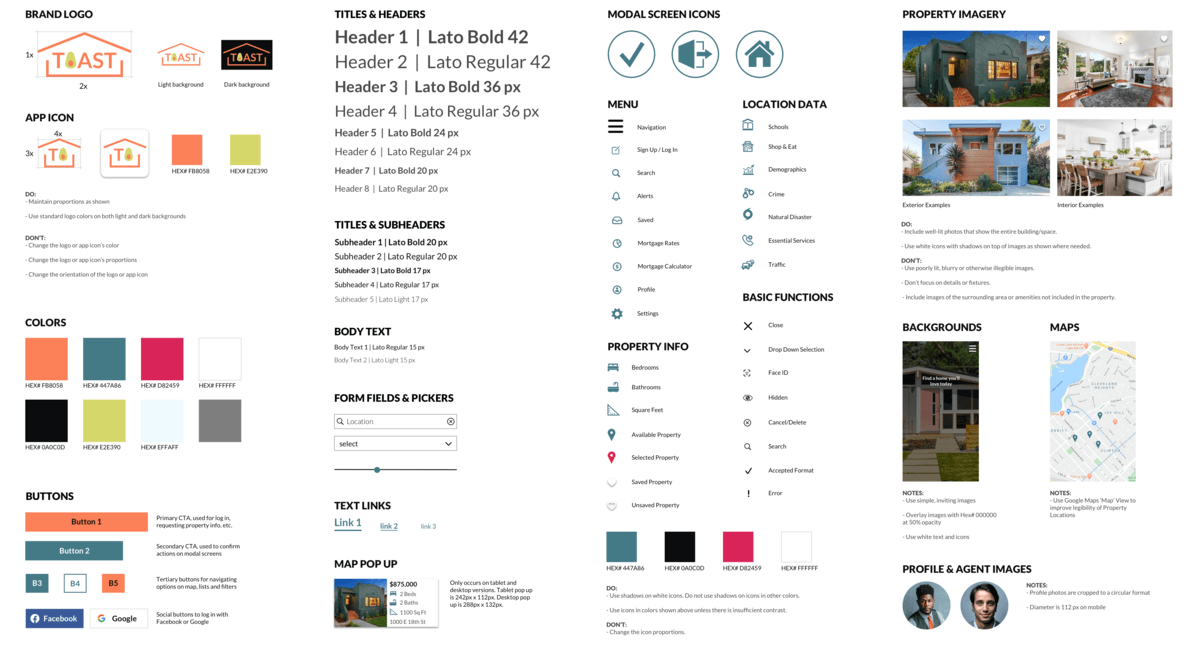 BRAND LOGO
1x
TOAST
2x
TOAST
Light background
TOAST
Dark background
APP ICON
4x
3x
TO
TO
HEX# FB8058
HEX# E2E390
DO:
- Maintain proportions as shown
- Use standard logo colors on both light and dark backgrounds
DON'T:
- Change the logo or app icon's color
- Change the logo or app icon's proportions
- Change the orientation of the logo or app icon
COLORS
HEX# FB8058
HEX# 447A86
HEX# D82459
HEX# FFFFFF
HEX# 0A0C0D
HEX# E2E390
HEX# EFFAFF
BUTTONS
Button 1
Primary CTA, used for log in,
requesting property info, etc.
Button 2
Secondary CTA, used to confirm
actions on modal screens
B3
B4
B5
Tertiary buttons for navigating
options on map, lists and filters
Facebook
Google
Social buttons to log in with
Facebook or Google
TITLES & HEADERS
Header 1 | Lato Bold 42
Header 2 | Lato Regular 42
Header 3 | Lato Bold 36 px
Header 4 | Lato Regular 36 px
Header 5 | Lato Bold 24 px
Header 6 | Lato Regular 24 px
Header 7 | Lato Bold 20 px
Header 8 | Lato Regular 20 px
TITLES & SUBHEADERS
Subheader 1 | Lato Bold 20 px
Subheader 2 | Lato Regular 20 px
Subheader 3 | Lato Bold 17 px
Subheader 4 | Lato Regular 17 px
Subheader 5 | Lato Light 17 px
BODY TEXT
Body Text 1 | Lato Regular 15 px
Body Text 2 | Lato Light 15 px
FORM FIELDS & PICKERS
Location
select
TEXT LINKS
Link 1
link 2
link 3
MAP POP UP
$875,000
2 Beds
2 Baths
1100 Sq Ft
1000 E 18th St
Only occurs on tablet and
desktop versions. Tablet pop up
is 242px x 112px. Desktop pop
up is 288px x 132px.
MODAL SCREEN ICONS
MENU
Navigation
Sign Up / Log In
Search
Alerts
Saved
Mortgage Rates
Mortgage Calculator
Profile
Settings
PROPERTY INFO
Bedrooms
Bathrooms
Square Feet
Available Property
Selected Property
Saved Property
Unsaved Property
LOCATION DATA
Schools
Shop & Eat
Demographics
Crime
Natural Disaster
Essential Services
Traffic
BASIC FUNCTIONS
Close
Drop Down Selection
Face ID
Hidden
Cancel/Delete
Search
Accepted Format
Error
HEX# 447A86
HEX# 0A0C0D
HEX# D82459
HEX# FFFFFF
DO:
- Use shadows on white icons. Do not use shadows on icons in other colors.
- Use icons in colors shown above unless there is insufficient contrast.
DON'T:
- Change the icon proportions.
PROPERTY IMAGERY
Exterior Examples
Interior Examples
DO:
- Include well-lit photos that show the entire building/space.
- Use white icons with shadows on top of images as shown where needed.
DON'T:
- Use poorly lit, blurry or otherwise illegible images.
- Don't focus on details or fixtures.
- Include images of the surrounding area or amenities not included in the property.
BACKGROUNDS
Find a home you'll
love today
NOTES:
- Use simple, inviting images
- Overlay images with Hex# 000000
at 50% opacity
- Use white text and icons
MAPS
CLEVELAND
HEIGHTS
CLINTON
NOTES:
- Use Google Maps 'Map' View to
improve legibility of Property
Locations
PROFILE & AGENT IMAGES
NOTES:
- Profile photos are cropped to a circular format
- Diameter is 112 px on mobile